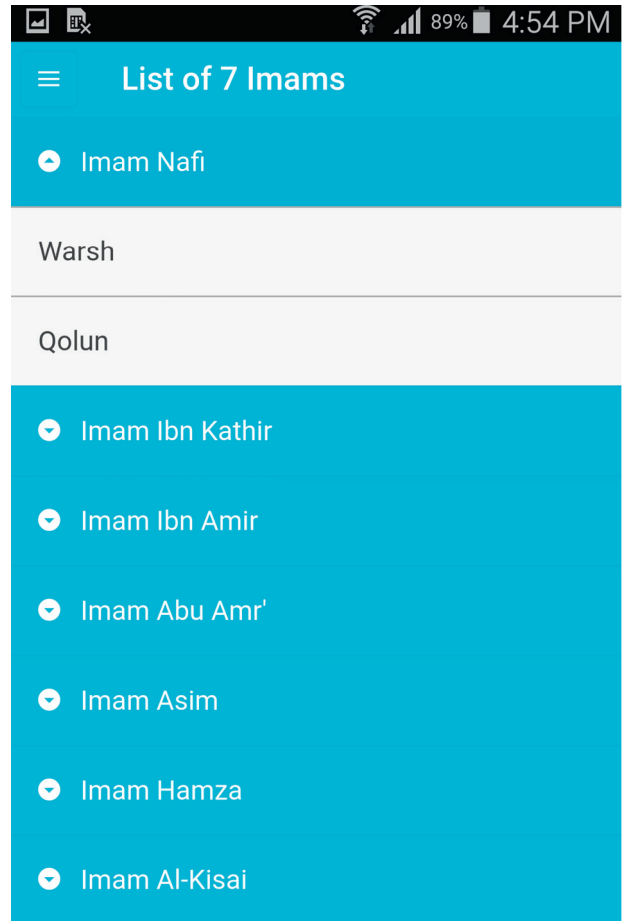 89% 4:54 PM
List of 7 Imams
Imam Nafi
Warsh
Qolun
Imam Ibn Kathir
Imam Ibn Amir
Imam Abu Amr'
Imam Asim
Imam Hamza
Imam Al-Kisai